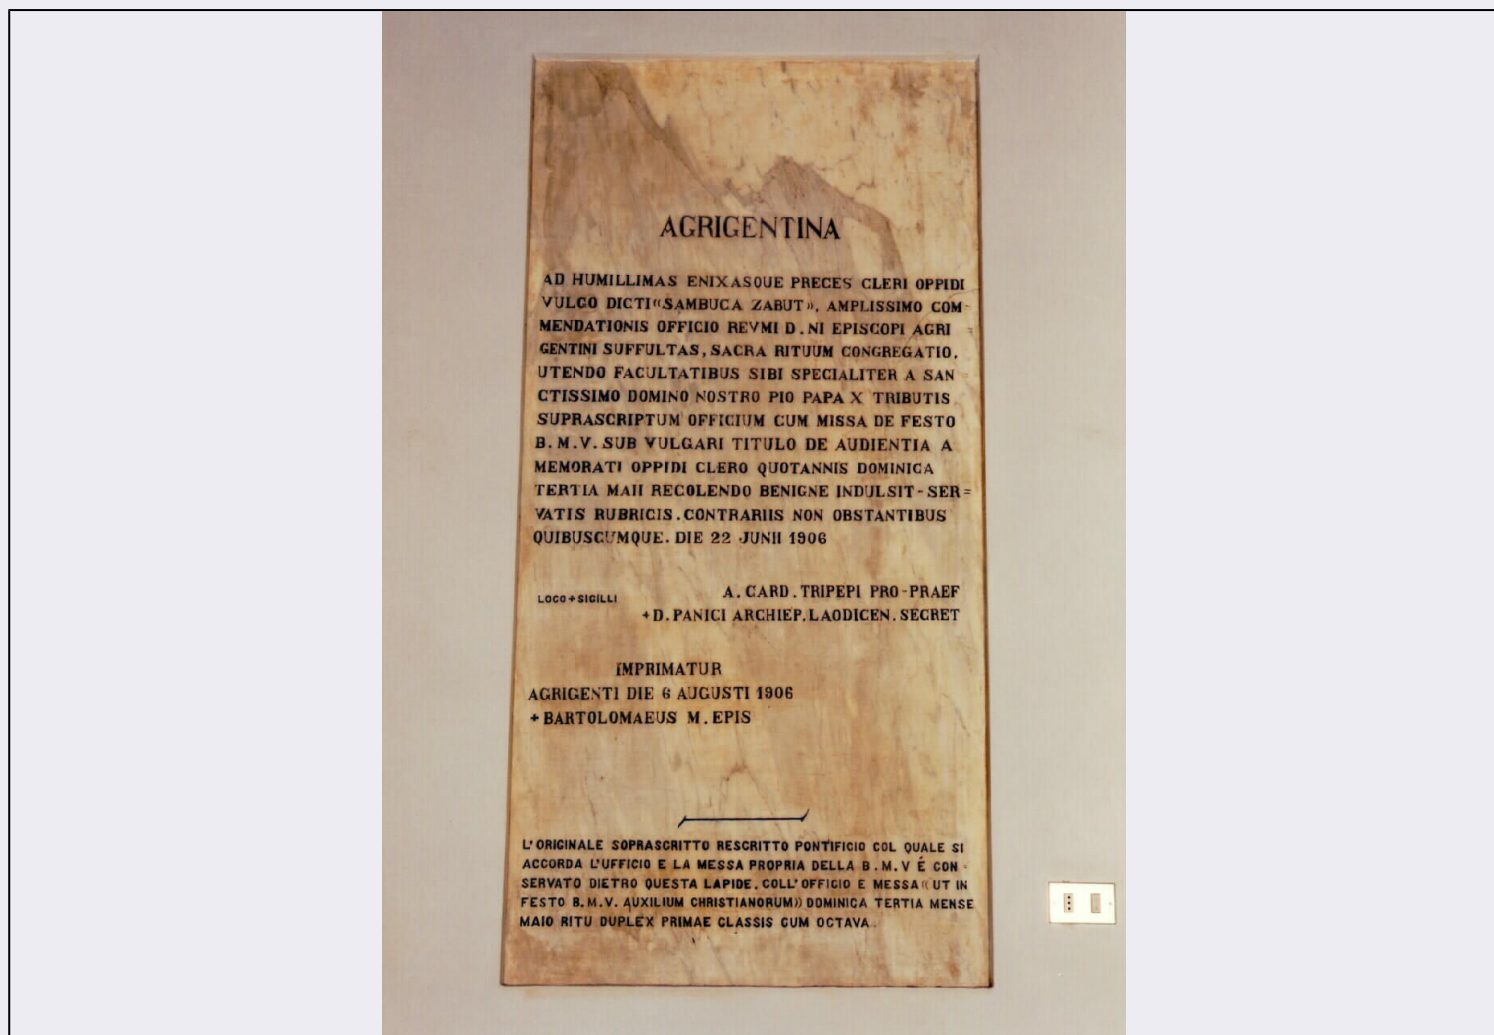 AGRIGENTINA
AD HUMILLIMAS ENIXASQUE PRECES CLERI OPPIDI
VULGO DICTI «SAMBUCA ZABUT», AMPLISSIMO COM-
MENDATIONIS OFFICIO REVMI D.NI EPISCOPI AGRI =
GENTINI SUFFULTAS, SACRA RITUUM CONGREGATIO.
UTENDO FACULTATIBUS SIBI SPECIALITER A SAN =
CTISSIMO DOMINO NOSTRO PIO PAPA X TRIBUTIS
SUPRASCRIPTUM OFFICIUM CUM MISSA DE FESTO
B.M.V. SUB VULGARI TITULO DE AUDIENTIA A
MEMORATI OPPIDI CLERO QUOTANNIS DOMINICA
TERTIA MAII RECOLENDO BENIGNE INDULSIT-SER=
VATIS RUBRICIS. CONTRARIIS NON OBSTANTIBUS
QUIBUSCUMQUE. DIE 22 JUNII 1906
A. CARD. TRIPEPI PRO-PRAEF
LOCO + SIGILLI
+ D. PANICI ARCHIEP. LAODICEN. SECRET
IMPRIMATUR
AGRIGENTI DIE 6 AUGUSTI 1906
+ BARTOLOMAEUS M. EPIS
L'ORIGINALE SOPRASCRITTO RESCRITTO PONTIFICIO COL QUALE SI
ACCORDA L'UFFICIO E LA MESSA PROPRIA DELLA B.M.V É CON=
SERVATO DIETRO QUESTA LAPIDE. COLL'OFFICIO E MESSA «UT IN
FESTO B.M.V. AUXILIUM CHRISTIANORUM» DOMINICA TERTIA MENSE
MAIO RITU DUPLEX PRIMAE CLASSIS CUM OCTAVA.